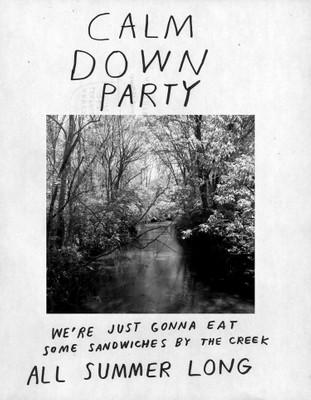 CALM
DOWN
PARTY
WE'RE JUST GONNA EAT
SOME SANDWICHES BY THE CREEK
ALL SUMMER LONG